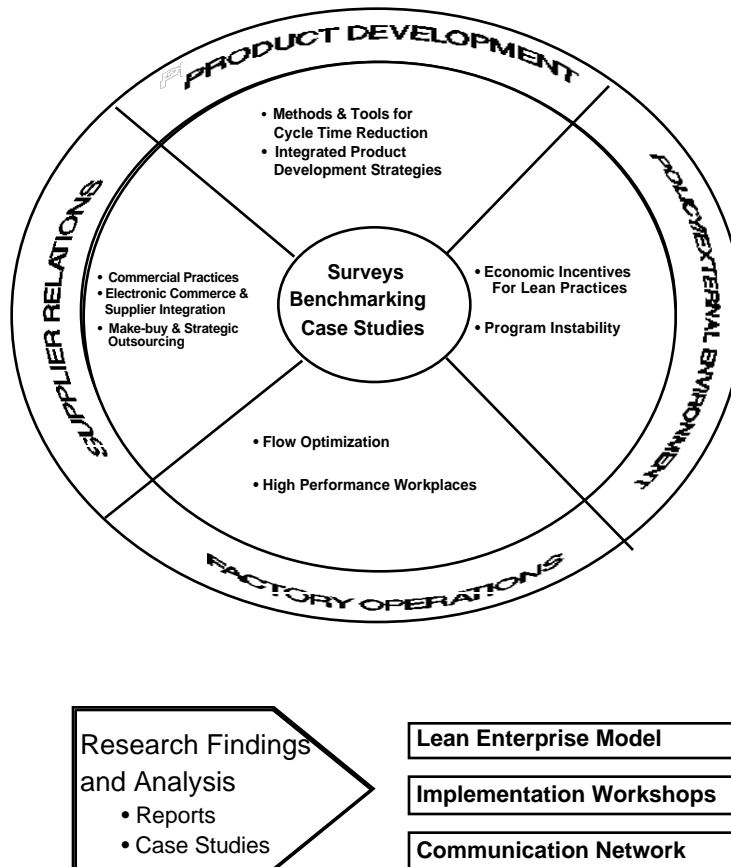 PRODUCT DEVELOPMENT
• Methods & Tools for
Cycle Time Reduction
• Integrated Product
Development Strategies
SUPPLIER RELATIONS
• Commercial Practices
• Electronic Commerce &
Supplier Integration
• Make-buy & Strategic
Outsourcing
Surveys
Benchmarking
Case Studies
• Economic Incentives
For Lean Practices
• Program Instability
POLICY/EXTERNAL ENVIRONMENT
• Flow Optimization
• High Performance Workplaces
FACTORY OPERATIONS
Research Findings
and Analysis
• Reports
• Case Studies
Lean Enterprise Model
Implementation Workshops
Communication Network